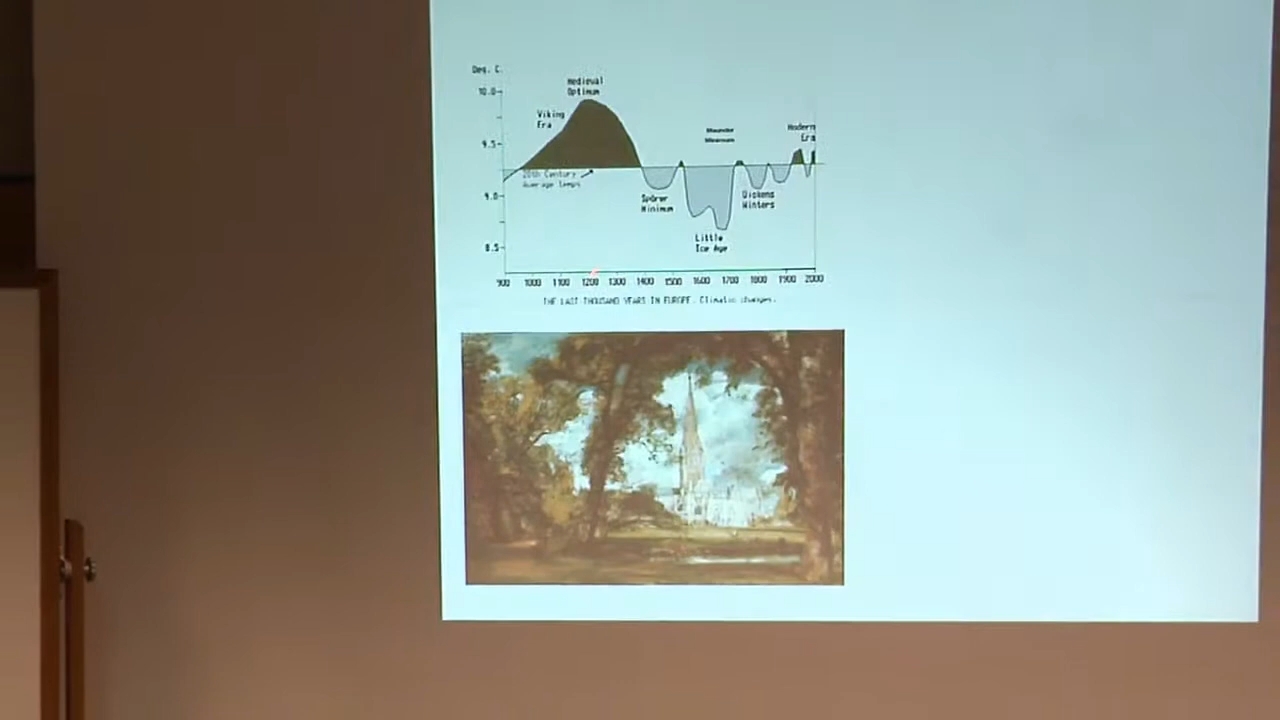 Deg. C.
Medieval
Optimum
10.0
Viking
Era
Maunder
Minimum
Modern
Era
9.5
20th Century
Average temps
9.0
Spörer
Minimum
Dickens
Winters
Little
Ice Age
8.5
900 1000 1100 1200 1300 1400 1500 1600 1700 1800 1900 2000
THE LAST THOUSAND YEARS IN EUROPE. Climatic changes.